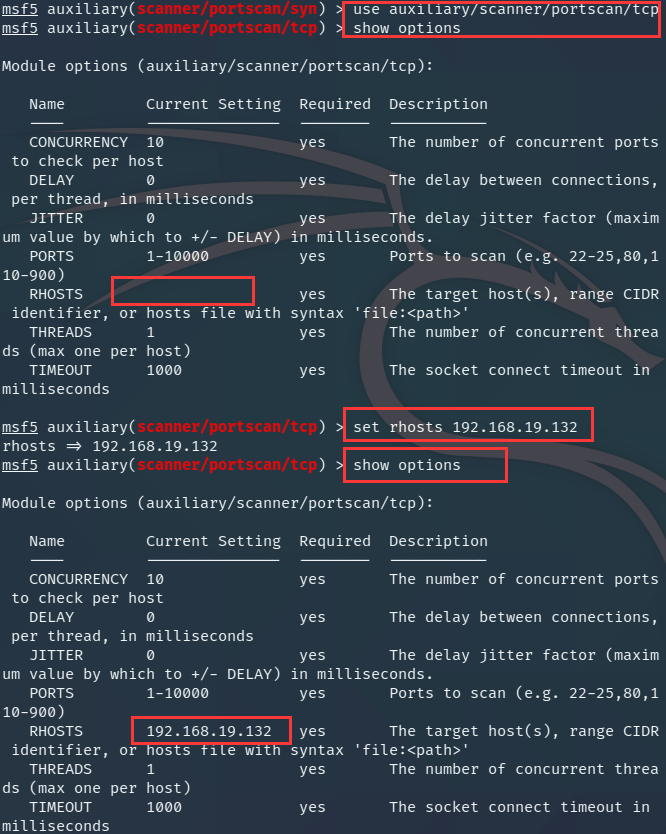 msf5 auxiliary(scanner/portscan/syn) > use auxiliary/scanner/portscan/tcp
msf5 auxiliary(scanner/portscan/tcp) > show options

Module options (auxiliary/scanner/portscan/tcp):

   Name         Current Setting  Required  Description
   ----         ---------------  --------  -----------
   CONCURRENCY  10               yes       The number of concurrent ports
 to check per host
   DELAY        0                yes       The delay between connections,
 per thread, in milliseconds
   JITTER       0                yes       The delay jitter factor (maxim
um value by which to +/- DELAY) in milliseconds.
   PORTS        1-10000          yes       Ports to scan (e.g. 22-25,80,1
10-900)
   RHOSTS                        yes       The target host(s), range CIDR
 identifier, or hosts file with syntax 'file:<path>'
   THREADS      1                yes       The number of concurrent threa
ds (max one per host)
   TIMEOUT      1000             yes       The socket connect timeout in
milliseconds

msf5 auxiliary(scanner/portscan/tcp) > set rhosts 192.168.19.132
rhosts => 192.168.19.132
msf5 auxiliary(scanner/portscan/tcp) > show options

Module options (auxiliary/scanner/portscan/tcp):

   Name         Current Setting  Required  Description
   ----         ---------------  --------  -----------
   CONCURRENCY  10               yes       The number of concurrent ports
 to check per host
   DELAY        0                yes       The delay between connections,
 per thread, in milliseconds
   JITTER       0                yes       The delay jitter factor (maxim
um value by which to +/- DELAY) in milliseconds.
   PORTS        1-10000          yes       Ports to scan (e.g. 22-25,80,1
10-900)
   RHOSTS       192.168.19.132   yes       The target host(s), range CIDR
 identifier, or hosts file with syntax 'file:<path>'
   THREADS      1                yes       The number of concurrent threa
ds (max one per host)
   TIMEOUT      1000             yes       The socket connect timeout in
milliseconds